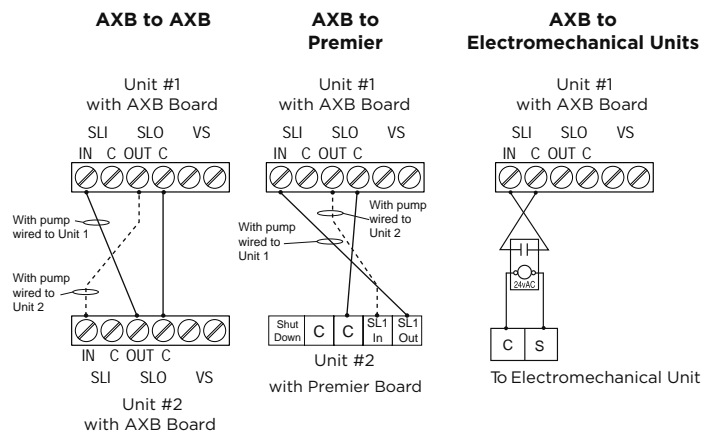 AXB to AXB
Unit #1
with AXB Board
SLI SLO VS
IN C OUT C
With pump
wired to Unit 1
With pump
wired to
Unit 2
IN C OUT C
SLI SLO VS
Unit #2
with AXB Board
AXB to
Premier
Unit #1
with AXB Board
SLI SLO VS
IN C OUT C
With pump
wired to
Unit 2
With pump
wired to
Unit 1
Shut
Down
C
C
SL1
In
SL1
Out
Unit #2
with Premier Board
AXB to
Electromechanical Units
Unit #1
with AXB Board
SLI SLO VS
IN C OUT C
24vAC
C S
To Electromechanical Unit